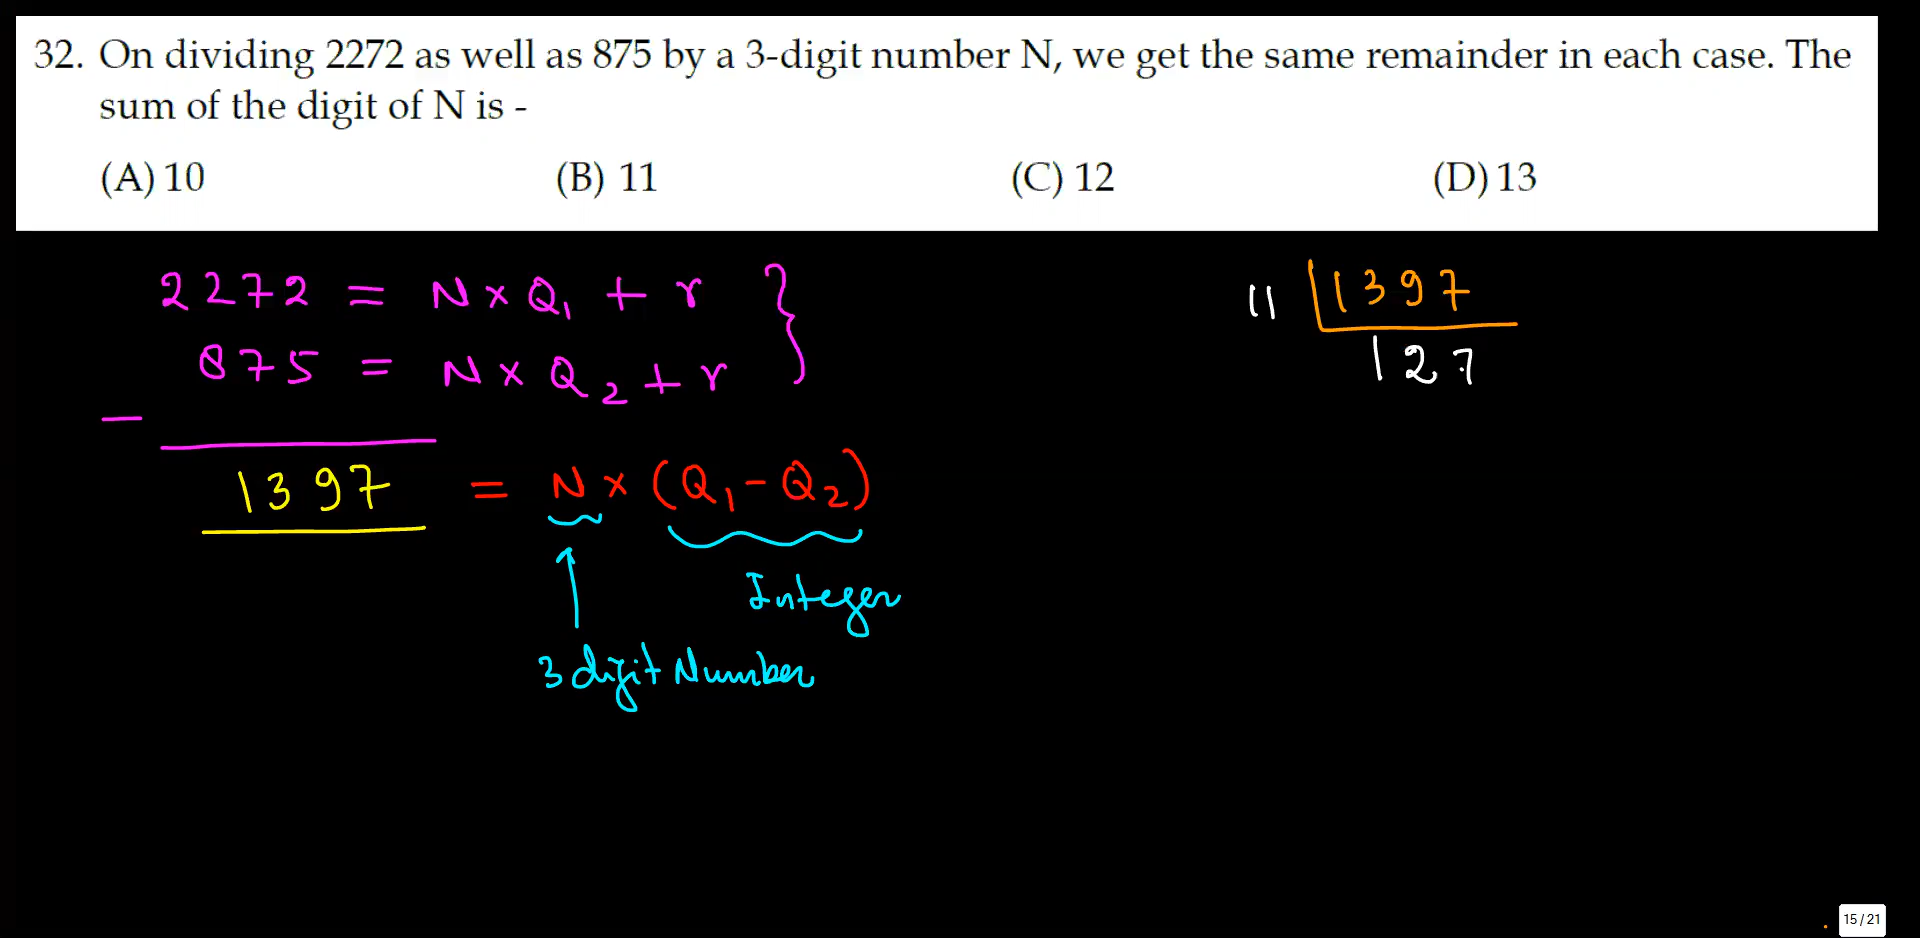 32. On dividing 2272 as well as 875 by a 3-digit number N, we get the same remainder in each case. The
sum of the digit of N is -
(A) 10 (B) 11 (C) 12 (D) 13
2272 = N × Q₁ + r }
875 = N × Q₂ + r
−
1397 = N × (Q₁ - Q₂)
Integer
3 digit Number
11 | 1397
127
15 / 21